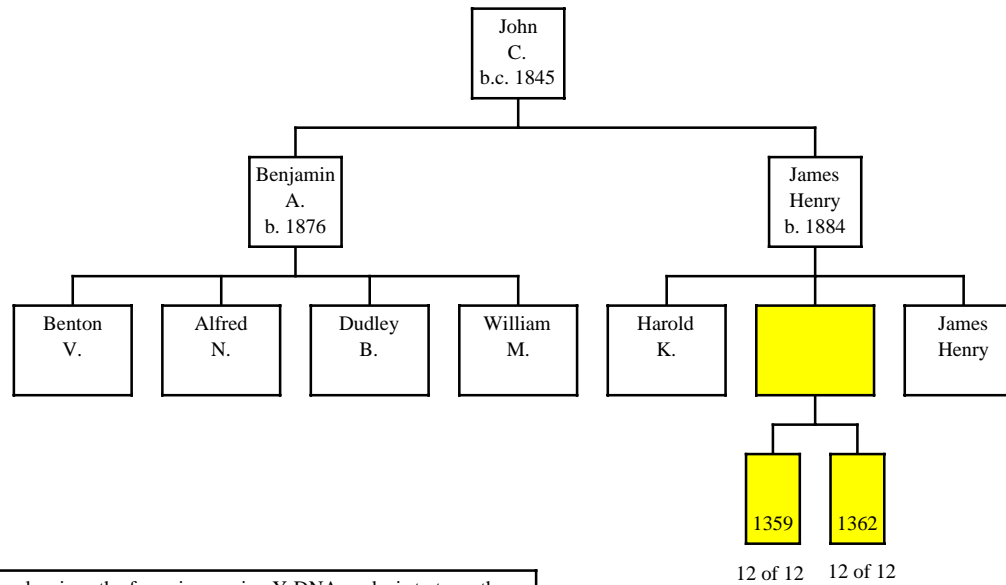 John
C.
b.c. 1845
Benjamin
A.
b. 1876
James
Henry
b. 1884
Benton
V.
Alfred
N.
Dudley
B.
William
M.
Harold
K.
James
Henry
1359
1362
12 of 12
12 of 12